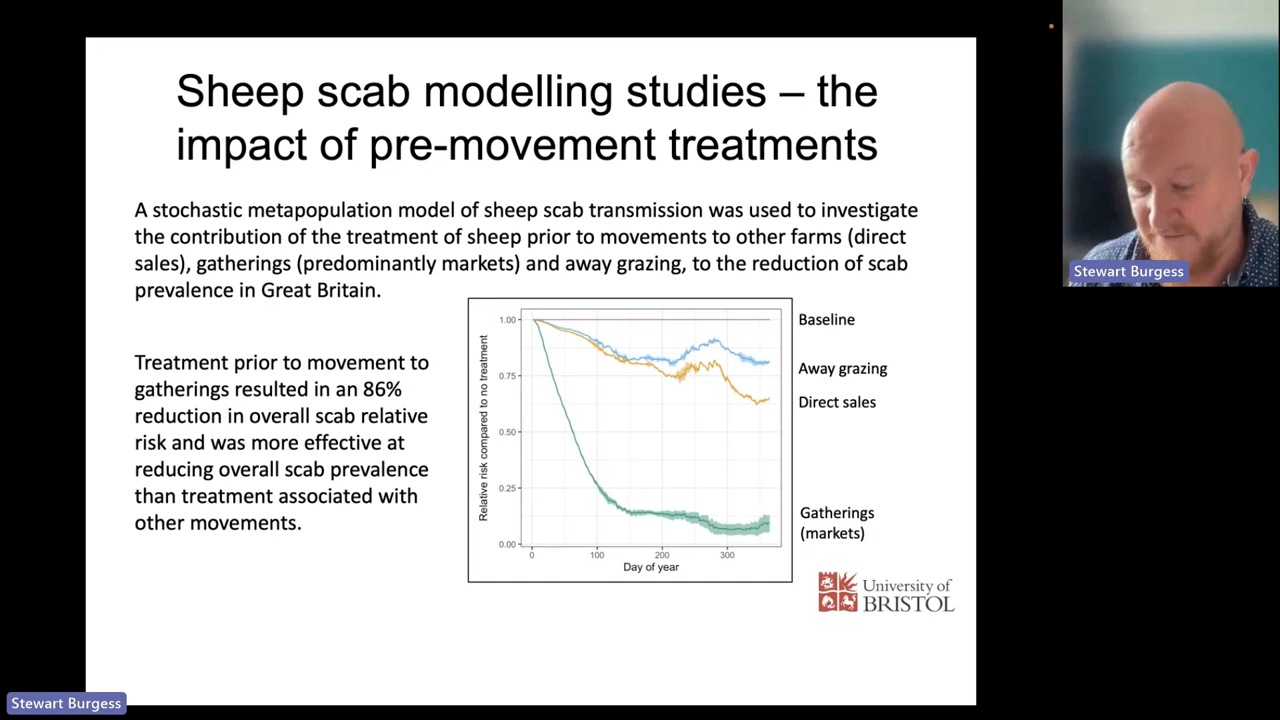 Sheep scab modelling studies – the
impact of pre-movement treatments
A stochastic metapopulation model of sheep scab transmission was used to investigate
the contribution of the treatment of sheep prior to movements to other farms (direct
sales), gatherings (predominantly markets) and away grazing, to the reduction of scab
prevalence in Great Britain.
Treatment prior to movement to
gatherings resulted in an 86%
reduction in overall scab relative
risk and was more effective at
reducing overall scab prevalence
than treatment associated with
other movements.
Relative risk compared to no treatment
1.00
0.75
0.50
0.25
0.00
0
100
200
300
Day of year
Baseline
Away grazing
Direct sales
Gatherings
(markets)
University of
BRISTOL
Stewart Burgess
Stewart Burgess